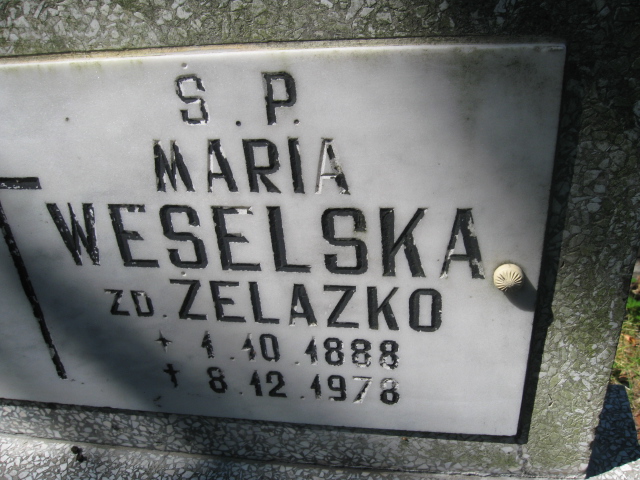 Ś.P.
MARIA
WESELSKA
ZD. ZELAZKO
+ 1.10.1888
† 8.12.1978